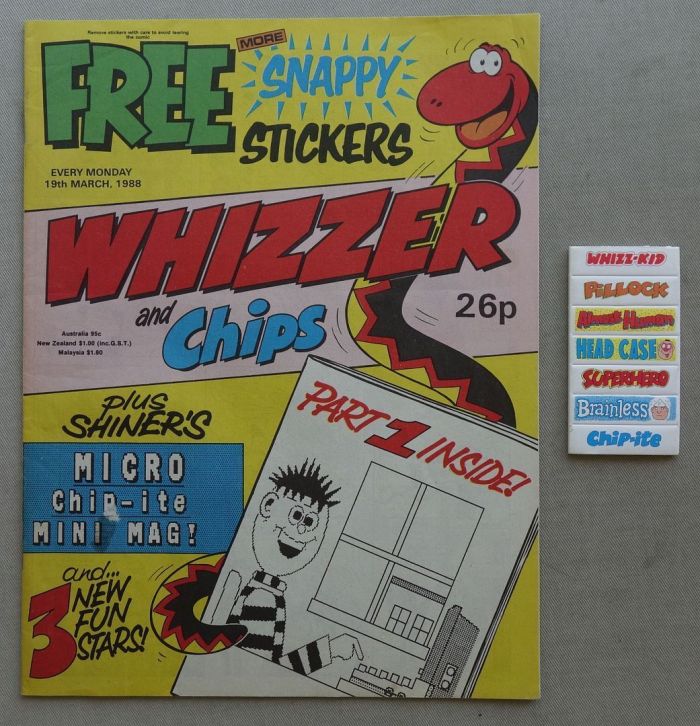 Remove stickers with care to avoid tearing
the comic
FREE
MORE
SNAPPY
STICKERS
EVERY MONDAY
19th MARCH, 1988
WHIZZER
and Chips
26p
Australia 95c
New Zealand $1.00 (inc.G.S.T.)
Malaysia $1.80
plus
SHINER'S
MICRO
Chip-ite
MINI MAG!
and...
3 NEW
FUN
STARS!
PART 1 INSIDE!
WHIZZ-KID
PILLOCK
Almost Human
HEAD CASE
SUPERHERO
Brainless
Chip-ite